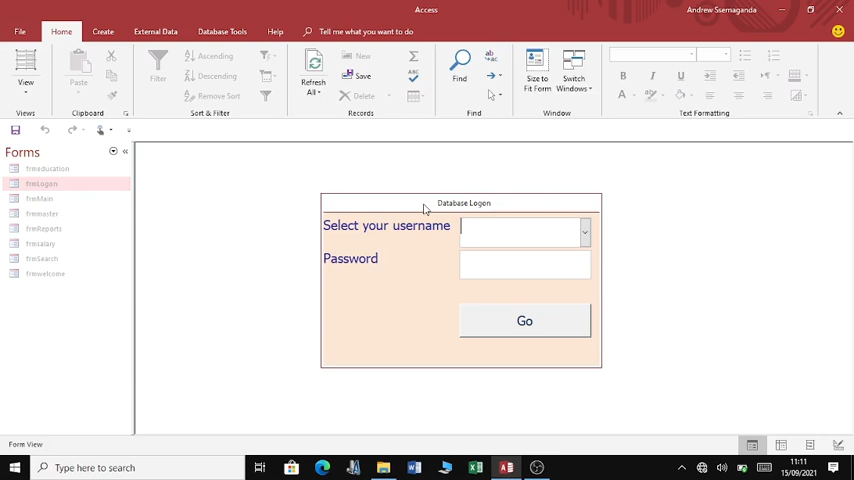 Access
Andrew Ssemaganda
File Home Create External Data Database Tools Help Tell me what you want to do
View
Paste
Filter
Ascending
Descending
Remove Sort
Refresh
All
New
Save
Delete
Σ
Find
ab
ac
Size to
Fit Form
Switch
Windows
B I U
A
Views Clipboard Sort & Filter Records Find Window Text Formatting
Forms
frmeducation
frmLogon
frmMain
frmmaster
frmReports
frmsalary
frmSearch
frmwelcome
Database Logon
Select your username
Password
Go
Form View
Type here to search
11:11
15/09/2021